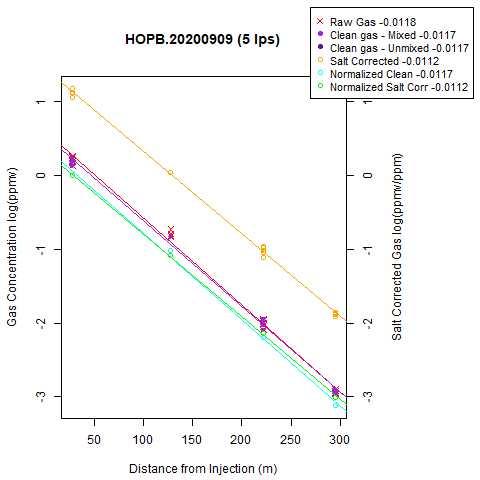 HOPB.20200909 (5 lps)
Raw Gas -0.0118
Clean gas - Mixed -0.0117
Clean gas - Unmixed -0.0117
Salt Corrected -0.0112
Normalized Clean -0.0117
Normalized Salt Corr -0.0112
Gas Concentration log(ppmv)
1
0
-1
-2
-3
1
0
-1
-2
-3
Salt Corrected Gas log(ppmv/ppm)
50 100 150 200 250 300
Distance from Injection (m)